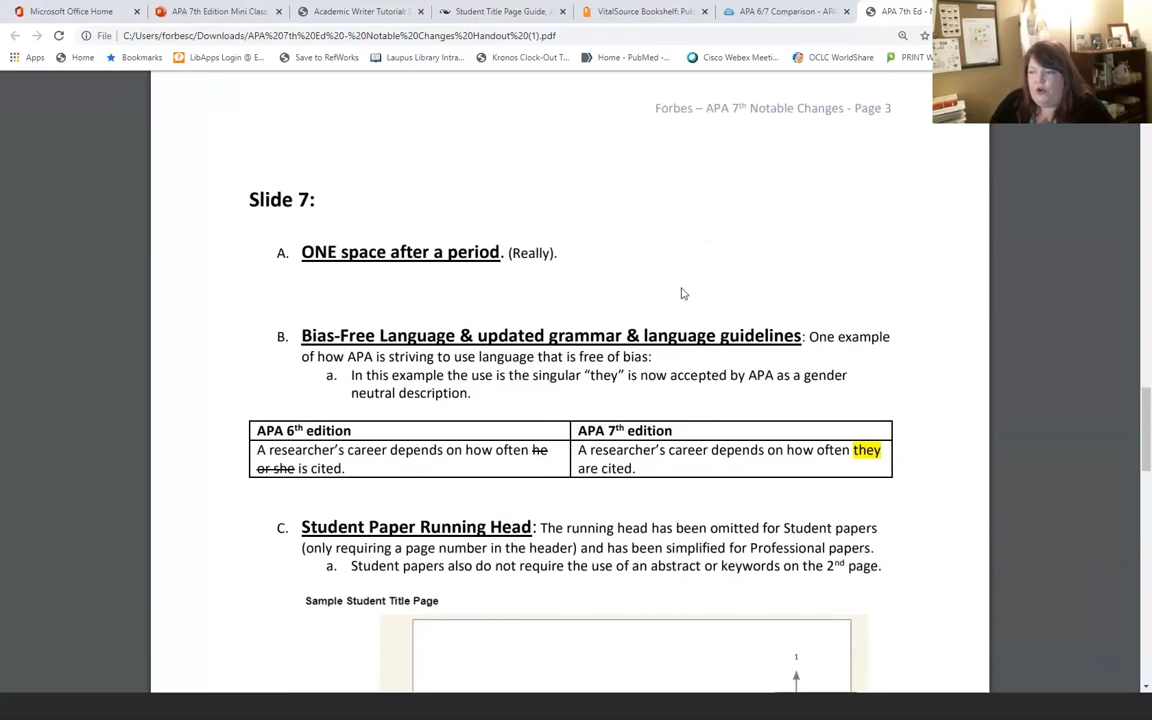 Microsoft Office Home
APA 7th Edition Mini Class
Academic Writer Tutorial:
Student Title Page Guide,
VitalSource Bookshelf: Pub
APA 6/7 Comparison - APA
APA 7th Ed - N
File
C:/Users/forbesc/Downloads/APA%207th%20Ed%20-%20Notable%20Changes%20Handout%20(1).pdf
Apps
Home
Bookmarks
LibApps Login @ E...
Save to RefWorks
Laupus Library Intra...
Kronos Clock-Out T...
Home - PubMed -...
Cisco Webex Meeti...
OCLC WorldShare
PRINT W
Forbes – APA 7th Notable Changes - Page 3
Slide 7:
A. ONE space after a period. (Really).
B. Bias-Free Language & updated grammar & language guidelines: One example
of how APA is striving to use language that is free of bias:
a. In this example the use is the singular “they” is now accepted by APA as a gender
neutral description.
APA 6th edition
APA 7th edition
A researcher’s career depends on how often he
or she is cited.
A researcher’s career depends on how often they
are cited.
C. Student Paper Running Head: The running head has been omitted for Student papers
(only requiring a page number in the header) and has been simplified for Professional papers.
a. Student papers also do not require the use of an abstract or keywords on the 2nd page.
Sample Student Title Page
1